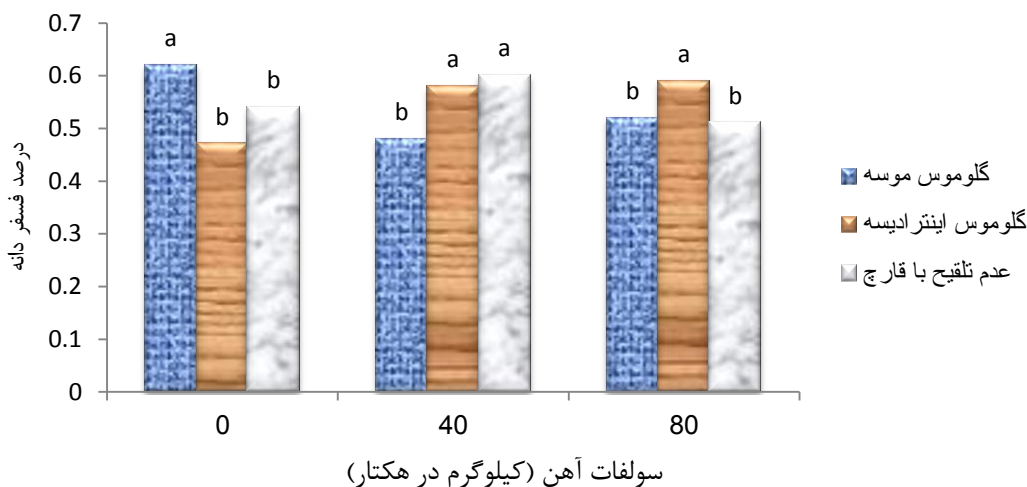 درصد فسفر دانه
0.7
0.6
0.5
0.4
0.3
0.2
0.1
0
a b b
b a a
b a b
0 40 80
سولفات آهن (کیلوگرم در هکتار)
گلوموس موسه
گلوموس اینترادیسه
عدم تلقیح با قارچ